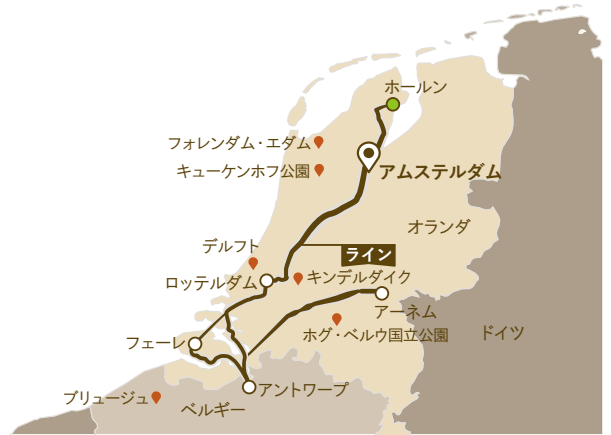 ホールン
フォレンダム・エダム
キューケンホフ公園
アムステルダム
オランダ
デルフト
ライン
ロッテルダム
キンデルダイク
アーネム
ホグ・ベルウ国立公園
ドイツ
フェーレ
アントワープ
ブリュージュ
ベルギー